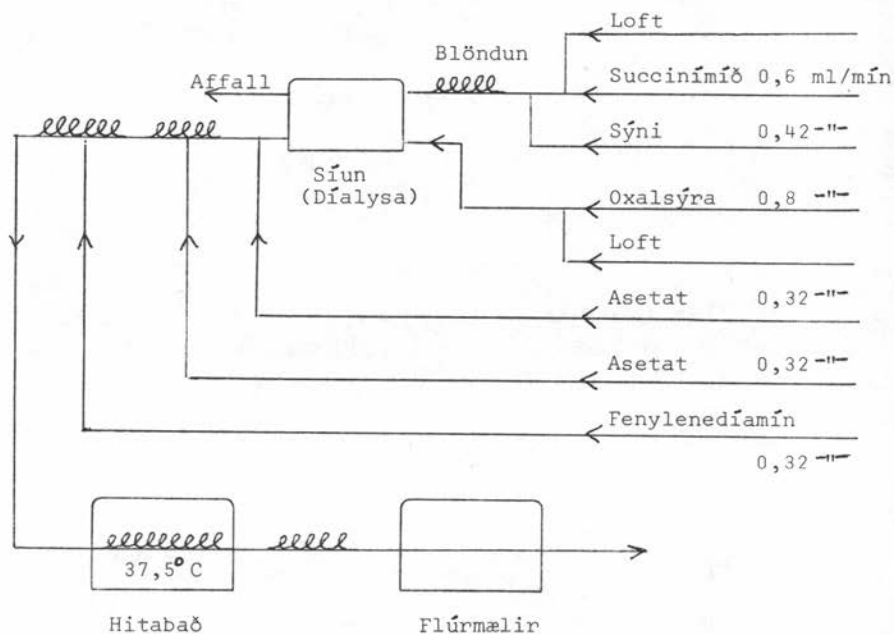 Loft
Blöndun
Succinímíð 0,6 ml/mín
Affall
Sýni 0,42 -"-
Síun
(Díalysa)
Oxalsýra 0,8 -"-
Loft
Asetat 0,32 -"-
Asetat 0,32 -"-
Fenylenedíamín
0,32 -"-
37,5°C
Hitabað
Flúrmælir